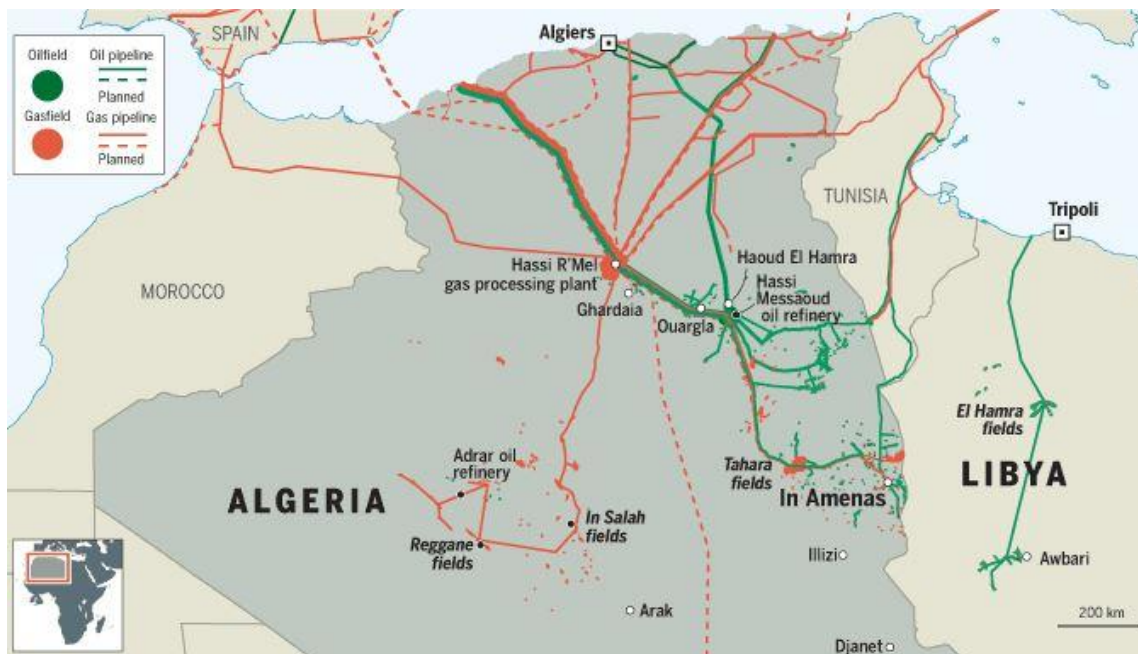 SPAIN
Oilfield
Oil pipeline
Planned
Gasfield
Gas pipeline
Planned
Algiers
TUNISIA
Tripoli
MOROCCO
Hassi R'Mel
gas processing plant
Ghardaia
Haoud El Hamra
Hassi
Messaoud
oil refinery
Ouargla
El Hamra
fields
Adrar oil
refinery
Tahara
fields
LIBYA
ALGERIA
In Amenas
In Salah
fields
Reggane
fields
Illizi
Awbari
Arak
200 km
Djanet